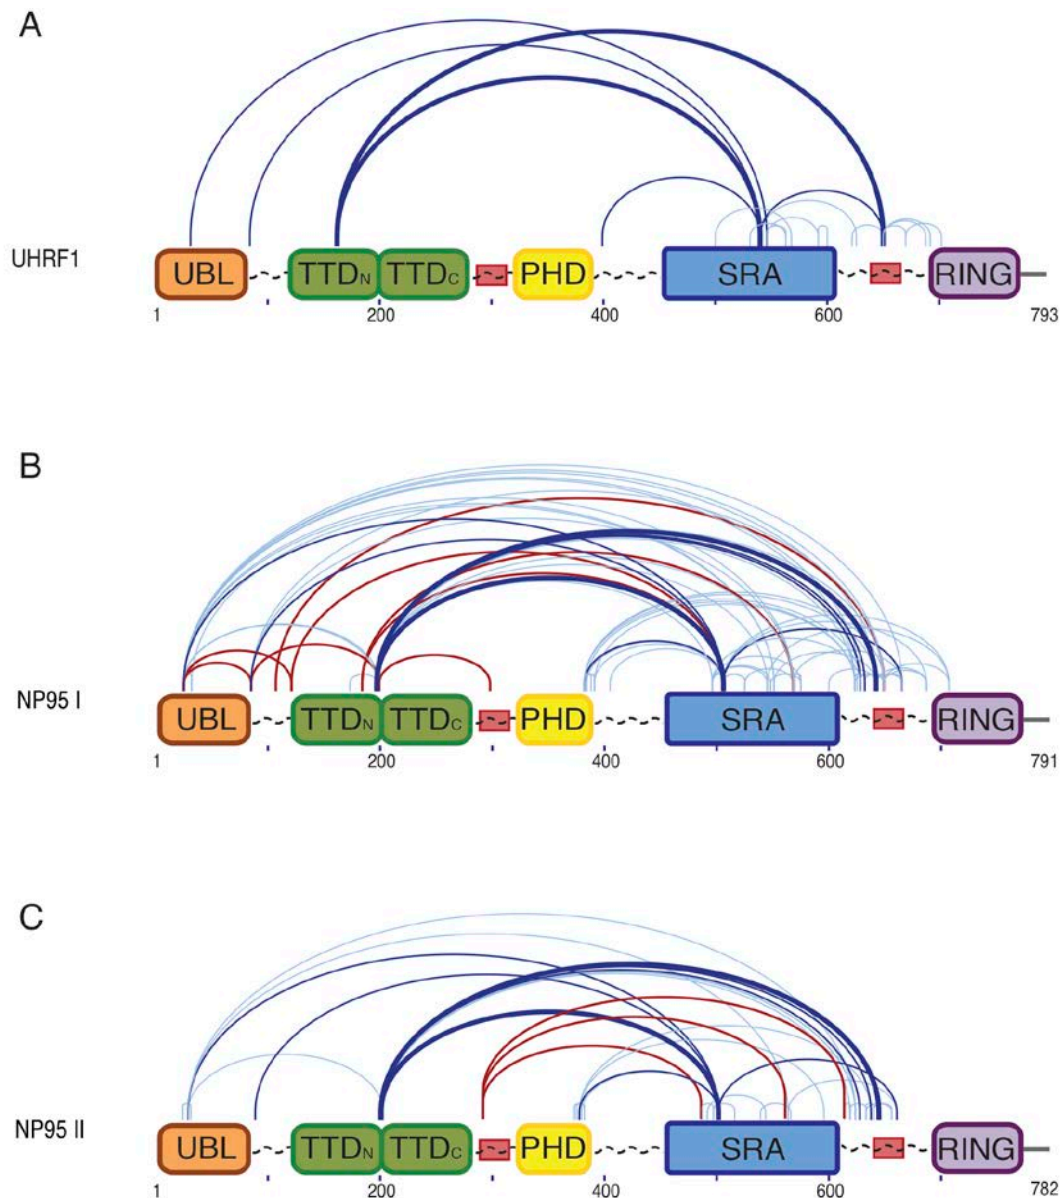 A
UHRF1
UBL TTDN TTDC PHD SRA RING
1 200 400 600 793
B
NP95 I
UBL TTDN TTDC PHD SRA RING
1 200 400 600 791
C
NP95 II
UBL TTDN TTDC PHD SRA RING
1 200 400 600 782